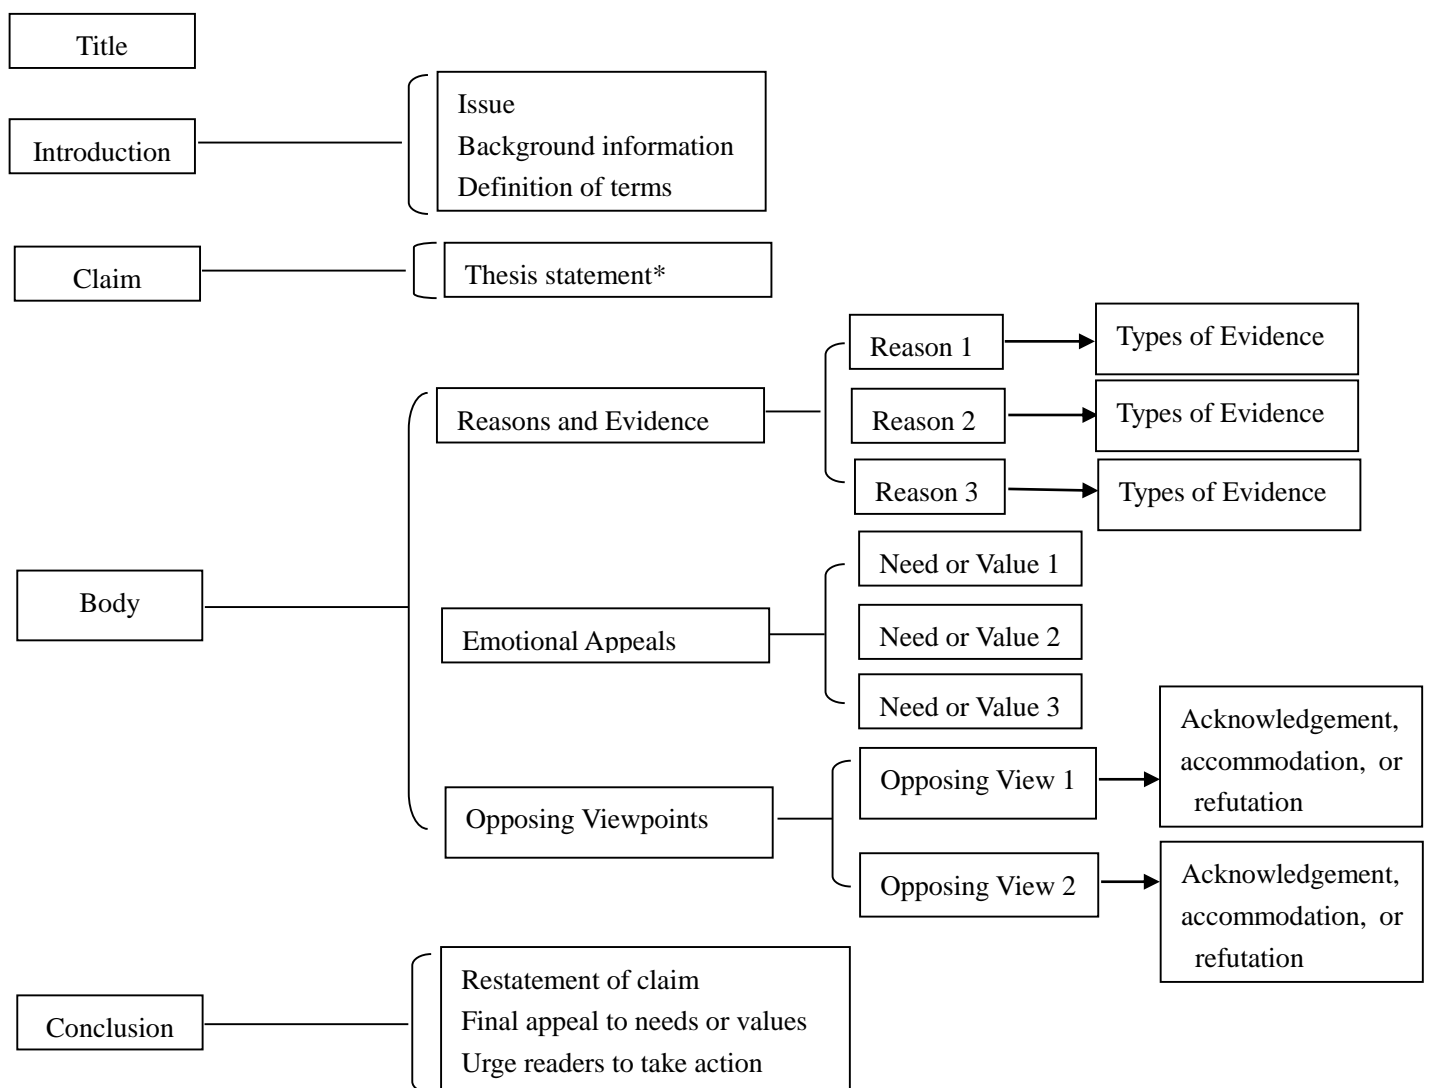 Title
Introduction
Issue
Background information
Definition of terms
Claim
Thesis statement*
Body
Reasons and Evidence
Reason 1
Types of Evidence
Reason 2
Types of Evidence
Reason 3
Types of Evidence
Emotional Appeals
Need or Value 1
Need or Value 2
Need or Value 3
Opposing Viewpoints
Opposing View 1
Acknowledgement,
accommodation, or
refutation
Opposing View 2
Acknowledgement,
accommodation, or
refutation
Conclusion
Restatement of claim
Final appeal to needs or values
Urge readers to take action